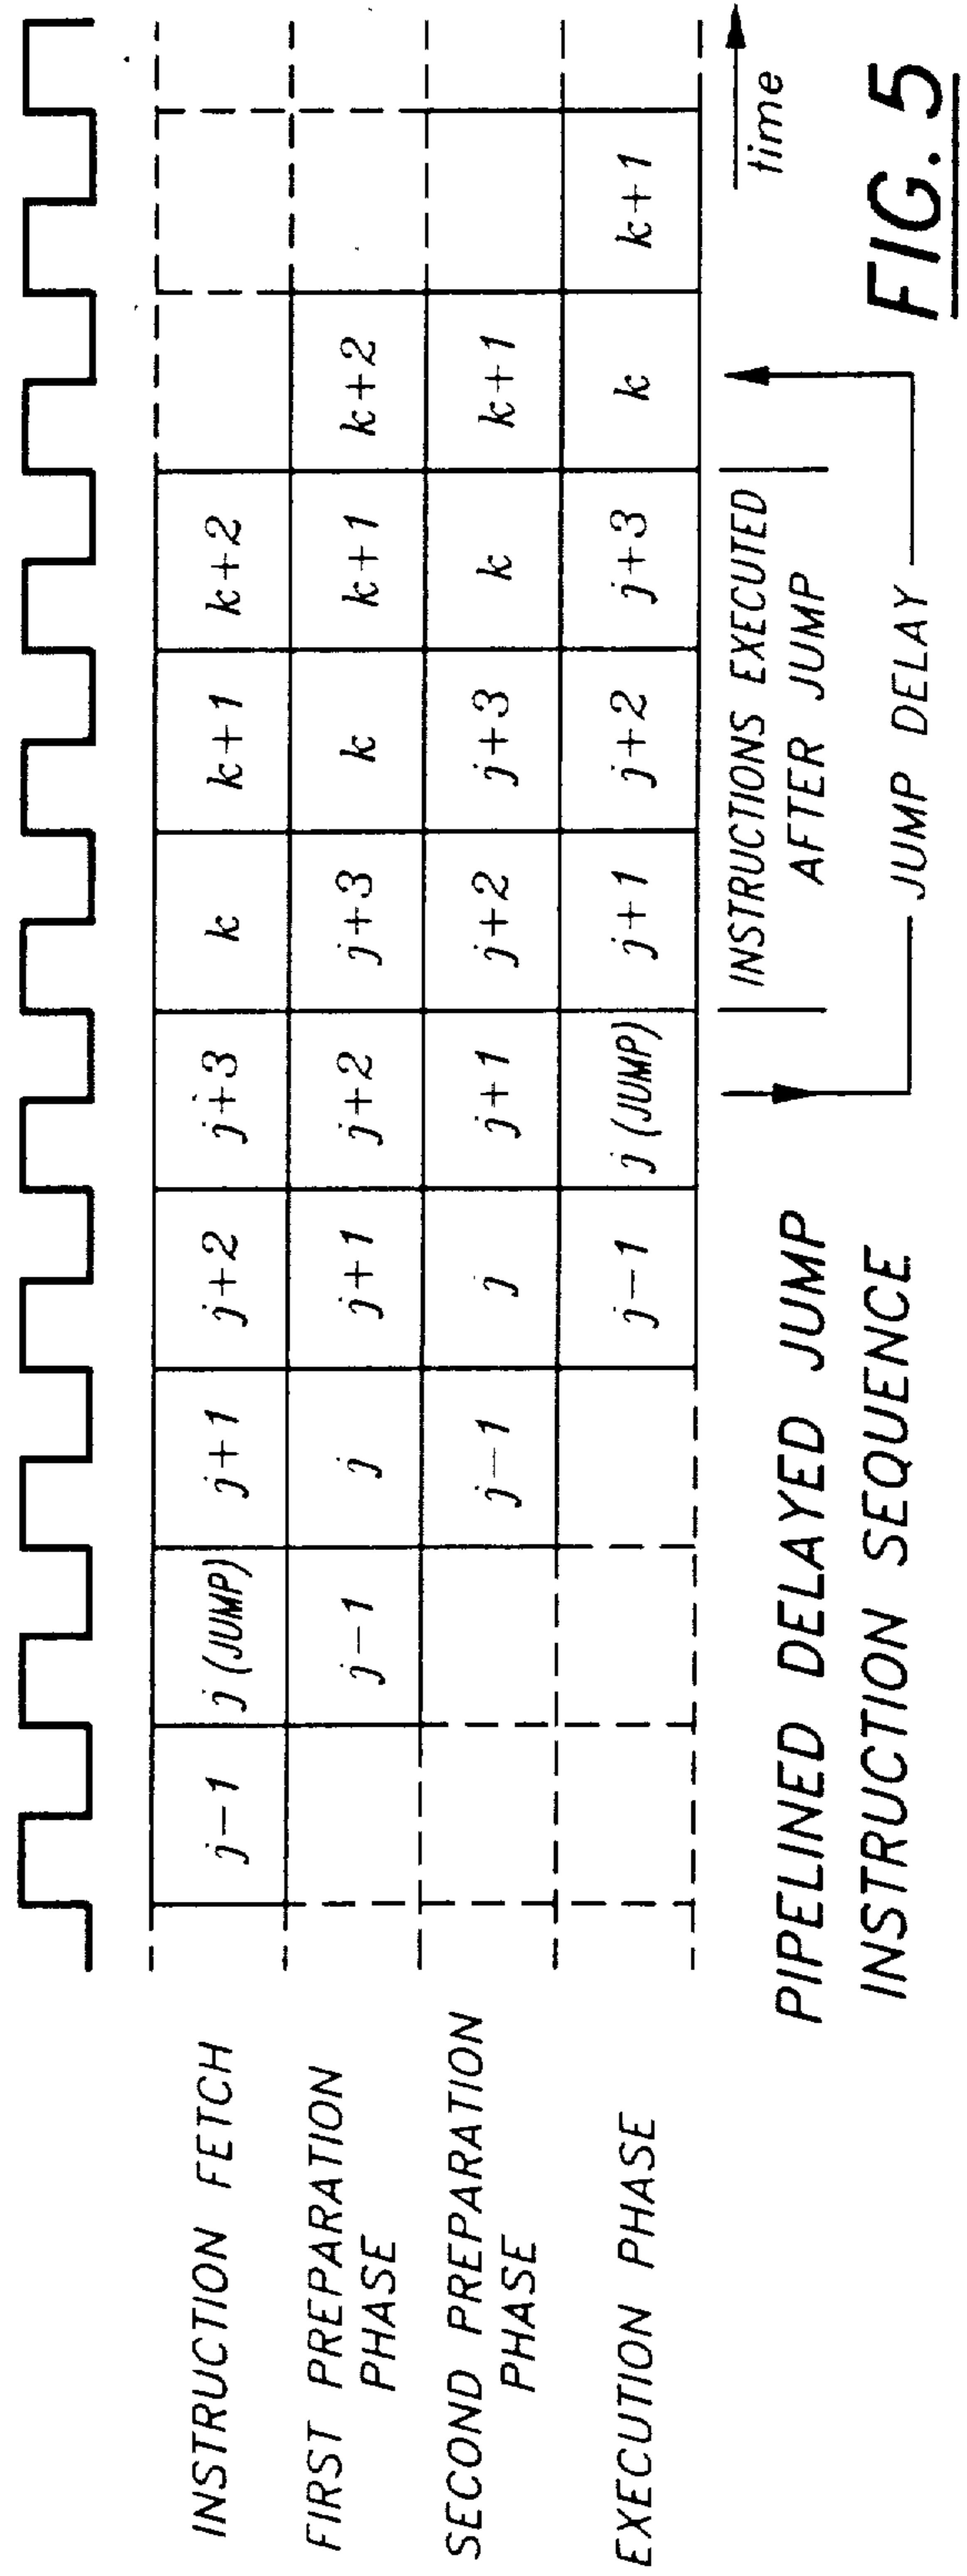 INSTRUCTION FETCH
j−1 j (JUMP) j+1 j+2 j+3 k k+1 k+2
FIRST PREPARATION
PHASE
j−1 j j+1 j+2 j+3 k k+1 k+2
SECOND PREPARATION
PHASE
j−1 j j+1 j+2 j+3 k k+1
EXECUTION PHASE
j−1 j (JUMP) j+1 j+2 j+3 k k+1
INSTRUCTIONS EXECUTED
AFTER JUMP
time
JUMP DELAY
PIPELINED DELAYED JUMP
INSTRUCTION SEQUENCE
FIG. 5